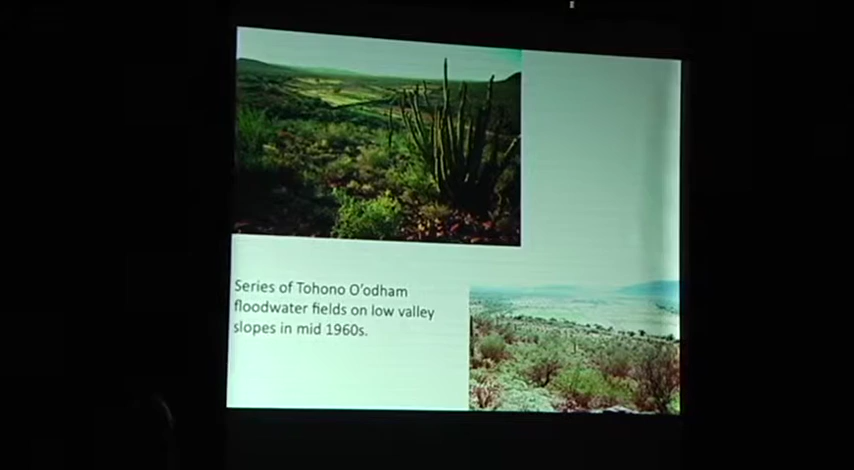 Series of Tohono O'odham
floodwater fields on low valley
slopes in mid 1960s.